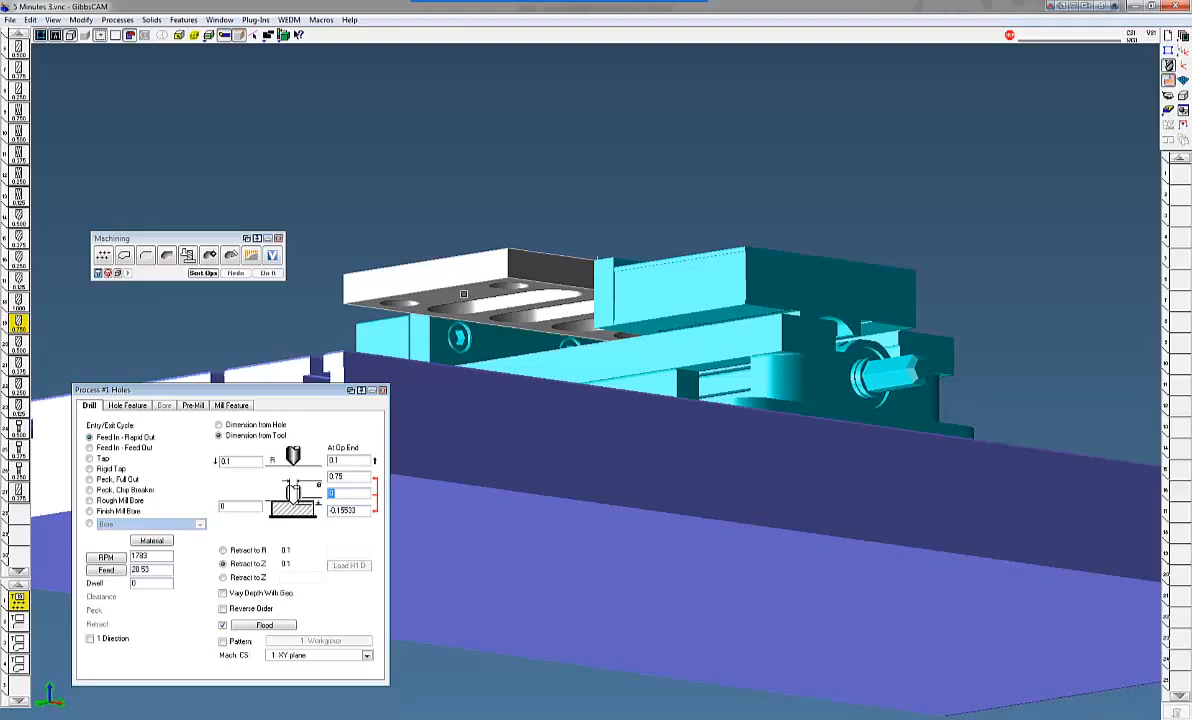 5 Minutes 3.vnc - GibbsCAM
File Edit View Modify Processes Solids Features Window Plug-Ins WEDM Macros Help
Machining
Sort Ops Redo Do It
Process #1 Holes
Drill Hole Feature Bore Pre-Mill Mill Feature
Entry/Exit Cycle:
Feed In - Rapid Out
Feed In - Feed Out
Tap
Rigid Tap
Peck, Full Out
Peck, Chip Breaker
Rough Mill Bore
Finish Mill Bore
Bore
Material
RPM 1783
Feed 28.53
Dwell 0
Clearance
Peck
Retract
1 Direction
Dimension from Hole
Dimension from Tool
At Op End
0.1 R 0.1
0.75
0
0 -0.15533
Retract to R 0.1
Retract to Z 0.1 Load H1 D
Retract to Z
Vary Depth With Geo.
Reverse Order
Flood
Pattern: 1: Workgroup
Mach. CS: 1: XY plane